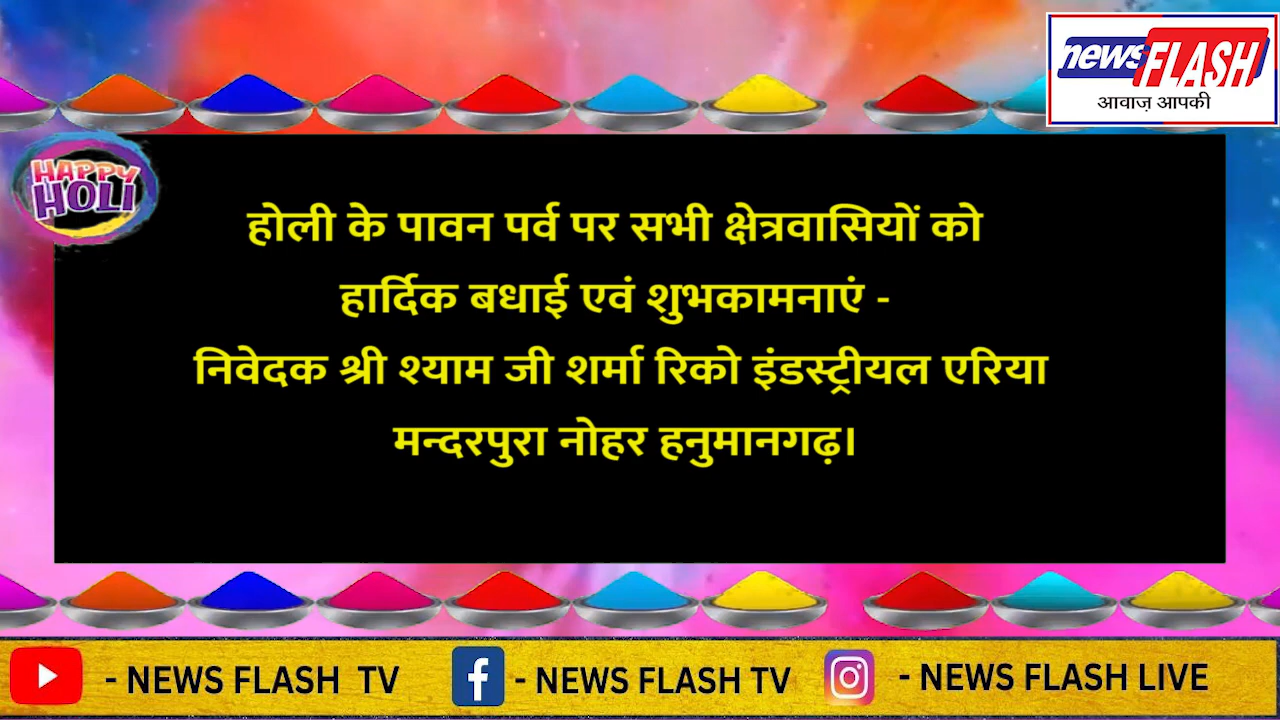 news FLASH
आवाज़ आपकी
HAPPY
HOLI
होली के पावन पर्व पर सभी क्षेत्रवासियों को
हार्दिक बधाई एवं शुभकामनाएं -
निवेदक श्री श्याम जी शर्मा रिको इंडस्ट्रीयल एरिया
मन्दरपुरा नोहर हनुमानगढ़।
- NEWS FLASH TV - NEWS FLASH TV - NEWS FLASH LIVE